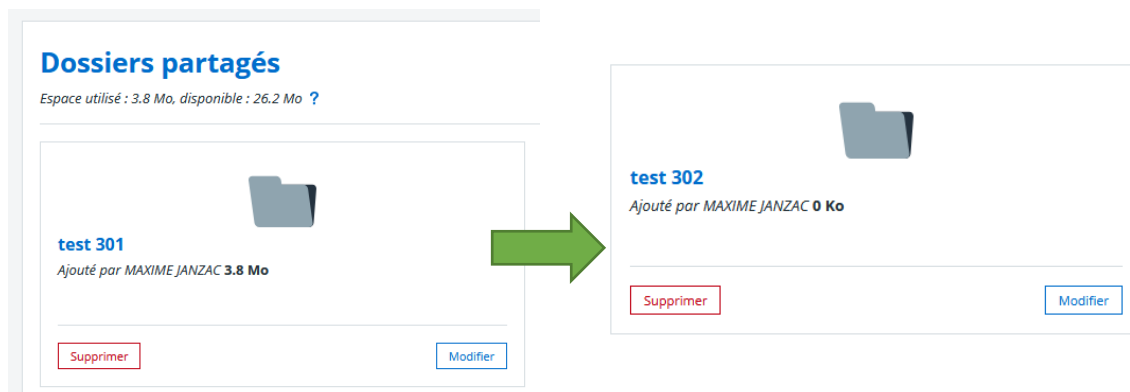 Dossiers partagés
Espace utilisé : 3.8 Mo, disponible : 26.2 Mo ?
test 301
Ajouté par MAXIME JANZAC 3.8 Mo
Supprimer
Modifier
test 302
Ajouté par MAXIME JANZAC 0 Ko
Supprimer
Modifier